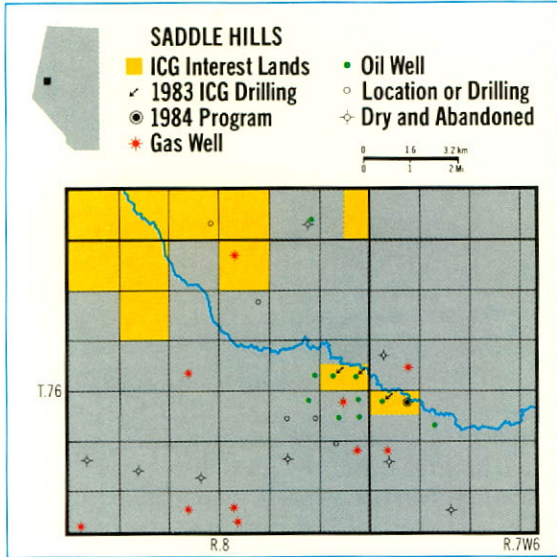 SADDLE HILLS
ICG Interest Lands
1983 ICG Drilling
1984 Program
Gas Well
Oil Well
Location or Drilling
Dry and Abandoned
0 1.6 3.2 km
0 1 2 Mi
T.76
R.8
R.7W6